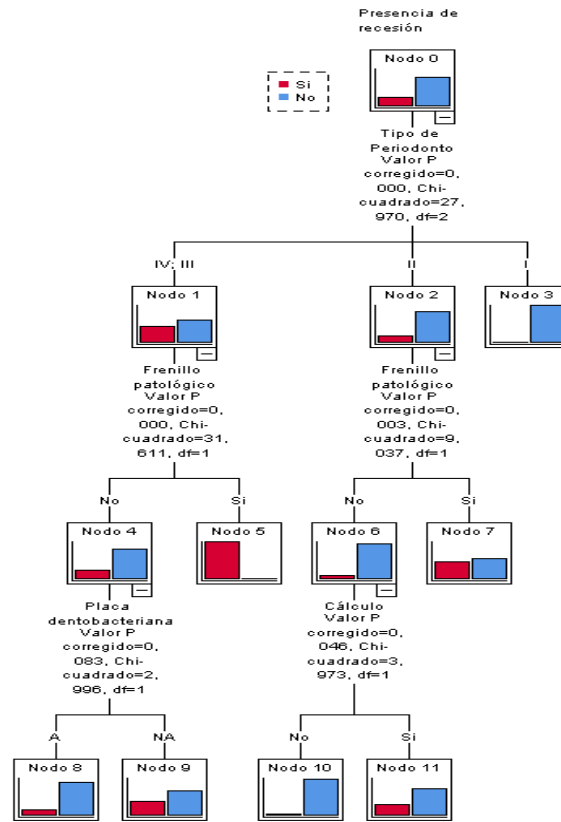 Presencia de
recesión
Nodo 0
Si
No
Tipo de
Periodonto
Valor P
corregido=0,
000, Chi-
cuadrado=27,
970, df=2
IV; III
II
I
Nodo 1
Nodo 2
Nodo 3
Frenillo
patológico
Valor P
corregido=0,
000, Chi-
cuadrado=31,
611, df=1
Frenillo
patológico
Valor P
corregido=0,
003, Chi-
cuadrado=9,
037, df=1
No
Si
No
Si
Nodo 4
Nodo 5
Nodo 6
Nodo 7
Placa
dentobacteriana
Valor P
corregido=0,
083, Chi-
cuadrado=2,
996, df=1
Cálculo
Valor P
corregido=0,
046, Chi-
cuadrado=3,
973, df=1
A
NA
No
Si
Nodo 8
Nodo 9
Nodo 10
Nodo 11